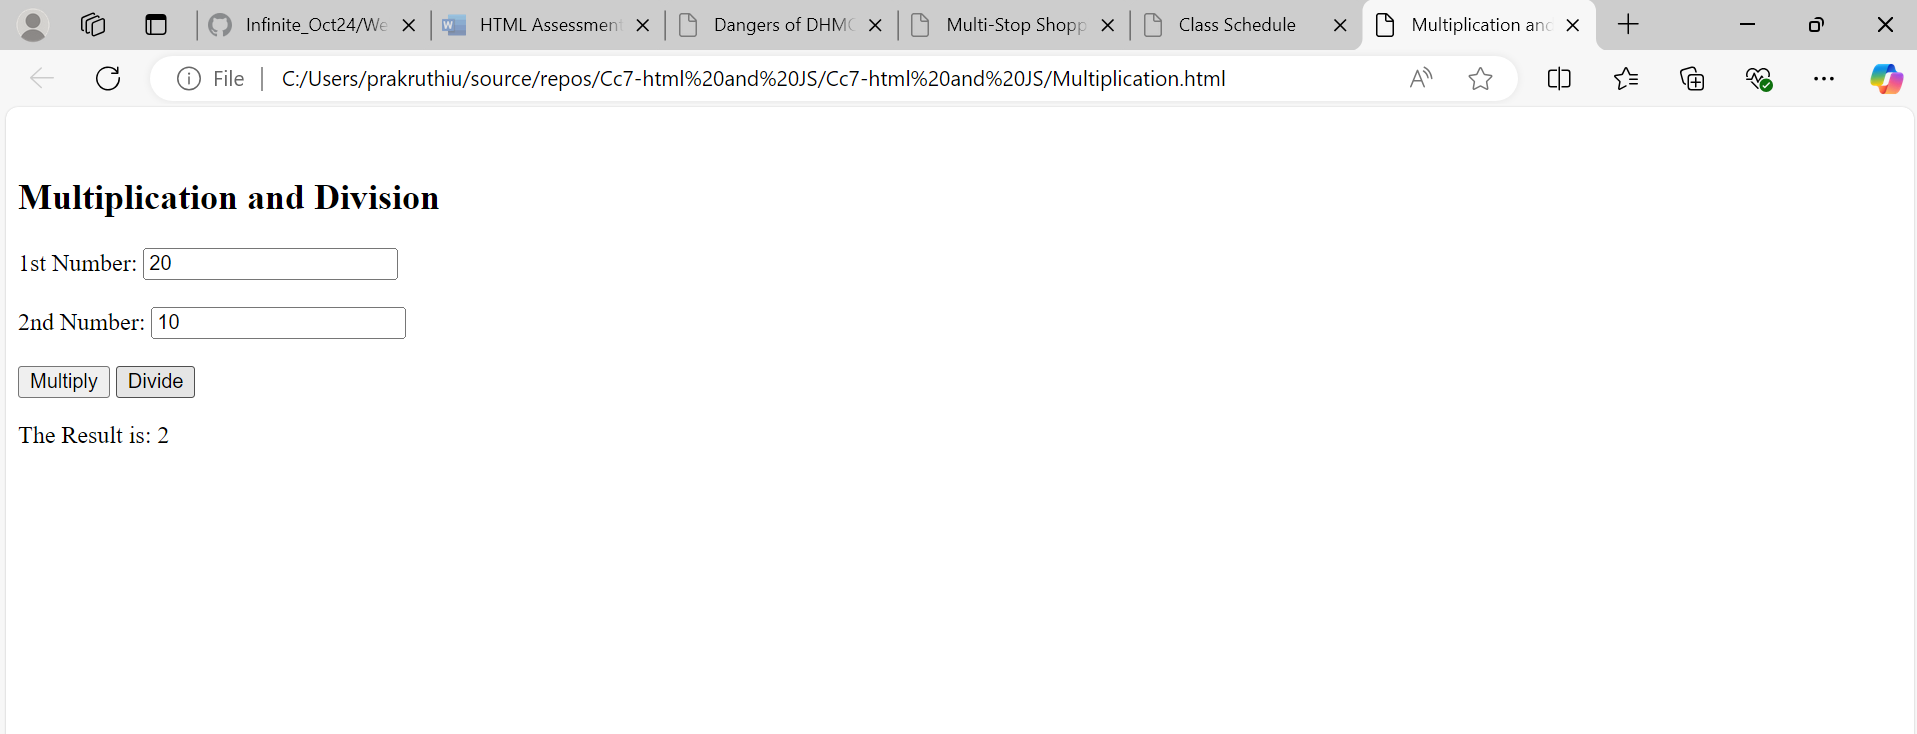 Infinite_Oct24/We
HTML Assessment
Dangers of DHMO
Multi-Stop Shopp
Class Schedule
Multiplication and
File
C:/Users/prakruthiu/source/repos/Cc7-html%20and%20JS/Cc7-html%20and%20JS/Multiplication.html
Multiplication and Division
1st Number: 20
2nd Number: 10
Multiply Divide
The Result is: 2